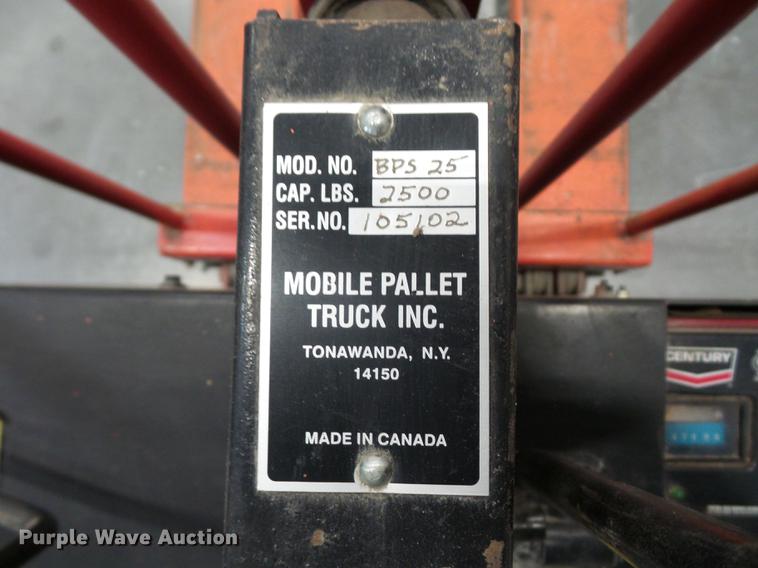 MOD. NO. BPS 25
CAP. LBS. 2500
SER.NO. 105102
MOBILE PALLET
TRUCK INC.
TONAWANDA, N.Y.
14150
MADE IN CANADA
CENTURY
Purple Wave Auction